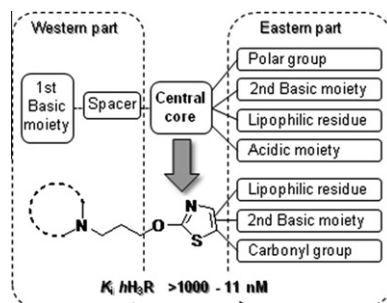 Western part
Eastern part
1st
Basic
moiety
Spacer
Central
core
Polar group
2nd Basic moiety
Lipophilic residue
Acidic moiety
N
O
N
S
Lipophilic residue
2nd Basic moiety
Carbonyl group
Ki hH3R >1000 - 11 nM